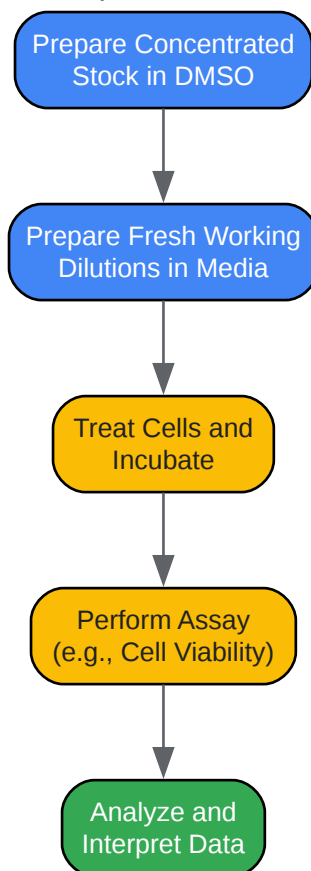 Prepare Concentrated
Stock in DMSO
Prepare Fresh Working
Dilutions in Media
Treat Cells and
Incubate
Perform Assay
(e.g., Cell Viability)
Analyze and
Interpret Data